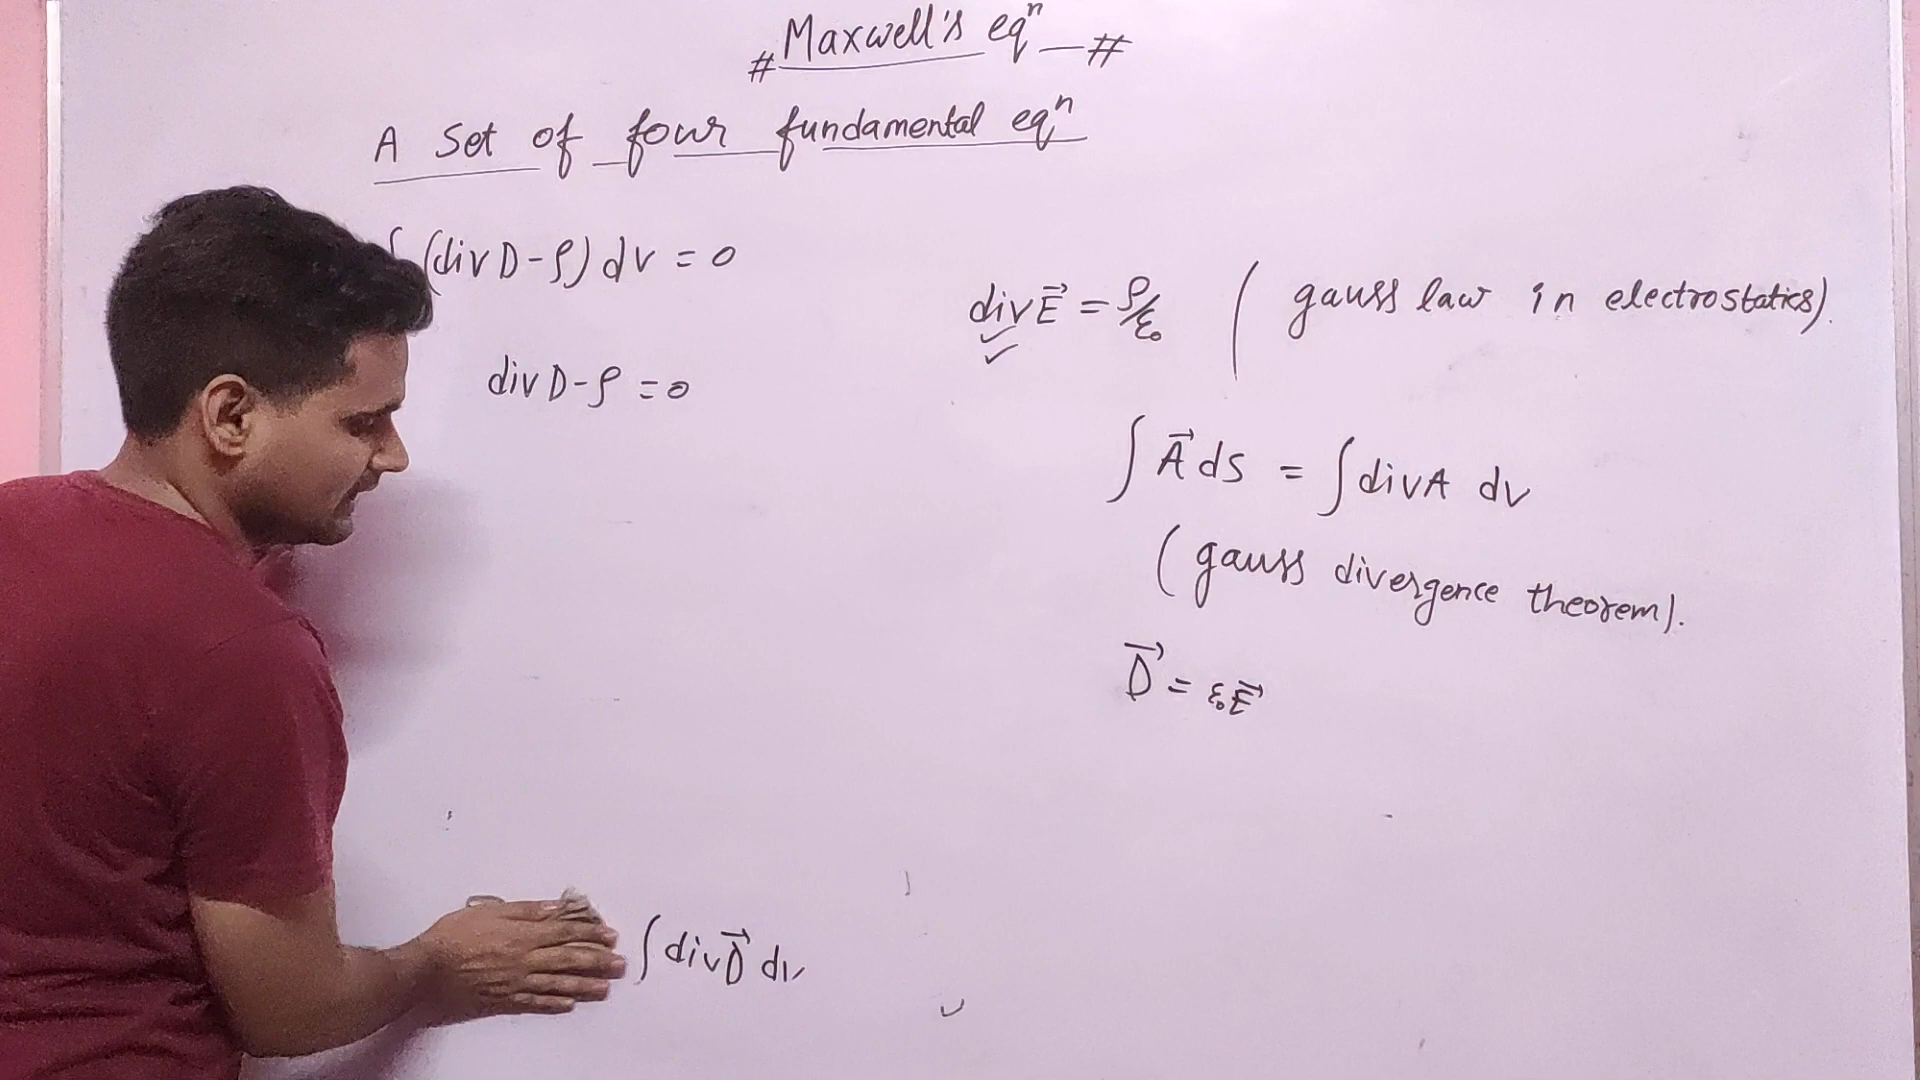 # Maxwell's eqⁿ — #
A Set of four fundamental eqⁿ
∫ (div D - ρ) dv = 0
div E⃗ = ρ/ε₀ ( gauss law in electrostatics).
div D - ρ = 0
∫ A⃗ ds = ∫ div A dv
( gauss divergence theorem).
D⃗ = ε₀E⃗
∫ div D⃗ dv